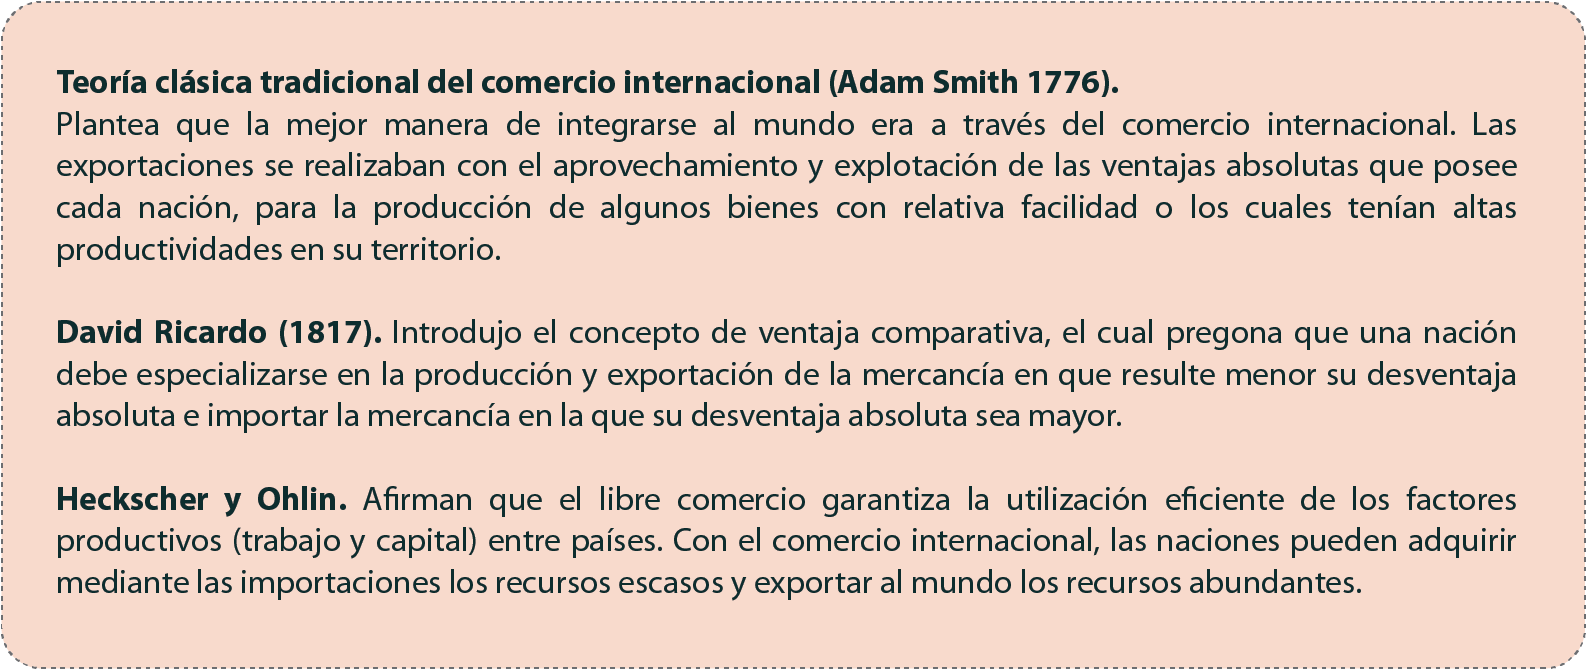 Teoría clásica tradicional del comercio internacional (Adam Smith 1776).
Plantea que la mejor manera de integrarse al mundo era a través del comercio internacional. Las
exportaciones se realizaban con el aprovechamiento y explotación de las ventajas absolutas que posee
cada nación, para la producción de algunos bienes con relativa facilidad o los cuales tenían altas
productividades en su territorio.
David Ricardo (1817). Introdujo el concepto de ventaja comparativa, el cual pregona que una nación
debe especializarse en la producción y exportación de la mercancía en que resulte menor su desventaja
absoluta e importar la mercancía en la que su desventaja absoluta sea mayor.
Heckscher y Ohlin. Afirman que el libre comercio garantiza la utilización eficiente de los factores
productivos (trabajo y capital) entre países. Con el comercio internacional, las naciones pueden adquirir
mediante las importaciones los recursos escasos y exportar al mundo los recursos abundantes.